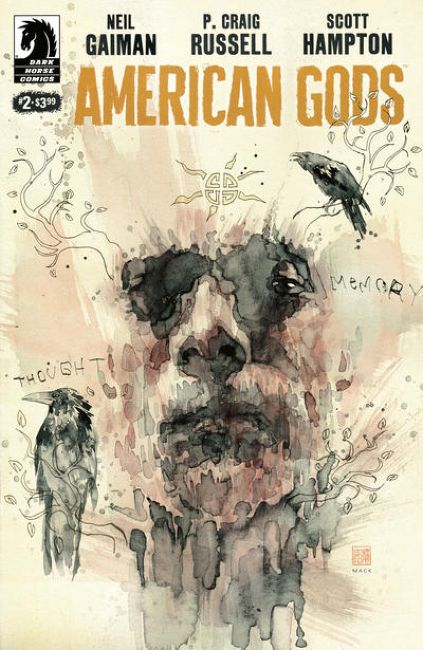 NEIL GAIMAN
P. CRAIG RUSSELL
SCOTT HAMPTON
DARK
HORSE
COMICS
#2•$3.99
AMERICAN GODS
MEMORY
THOUGHT
MACK